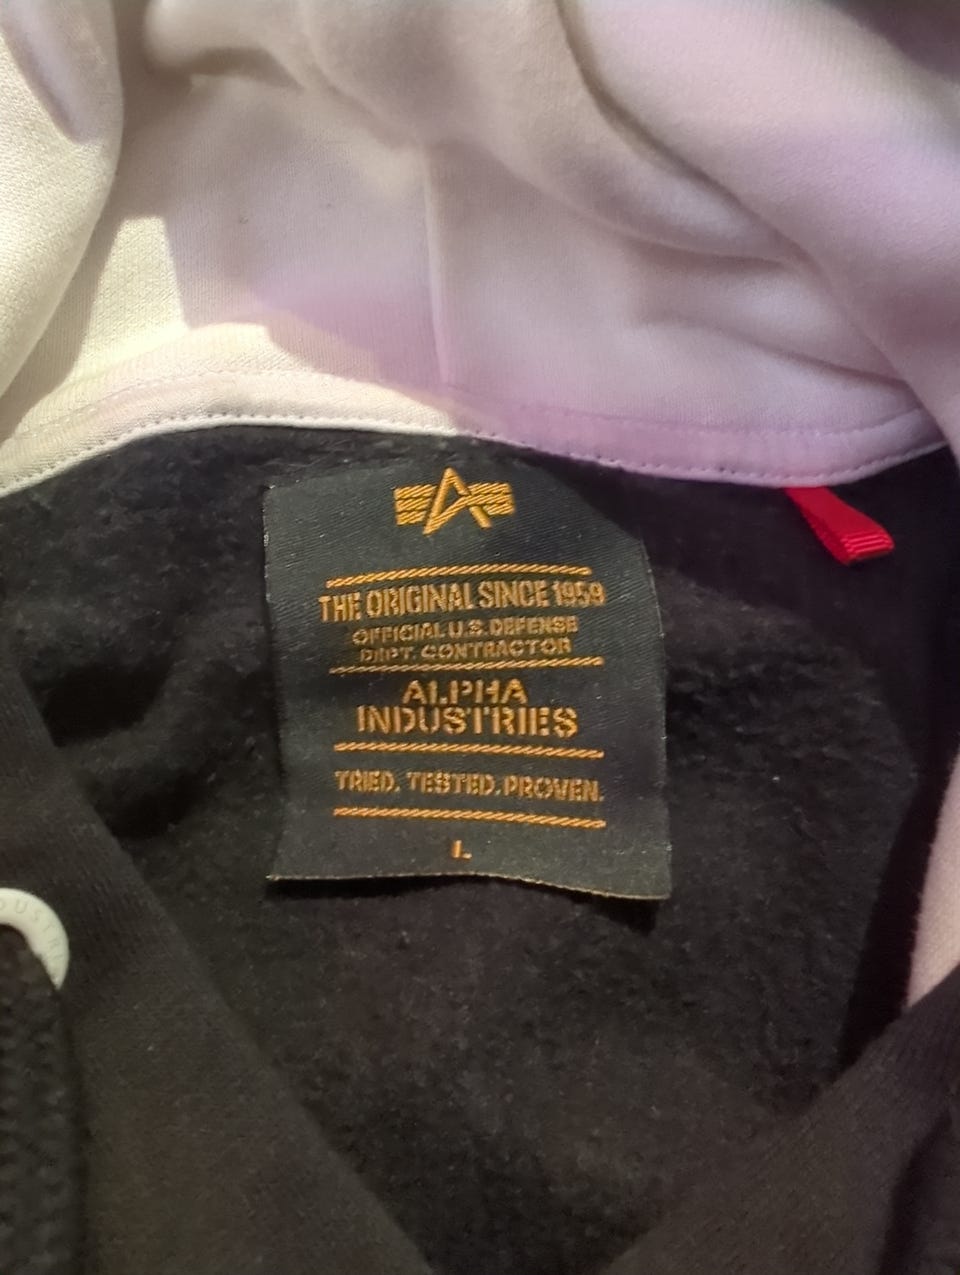 THE ORIGINAL SINCE 1959
OFFICIAL U.S. DEFENSE
DEPT. CONTRACTOR
ALPHA
INDUSTRIES
TRIED. TESTED. PROVEN.
L